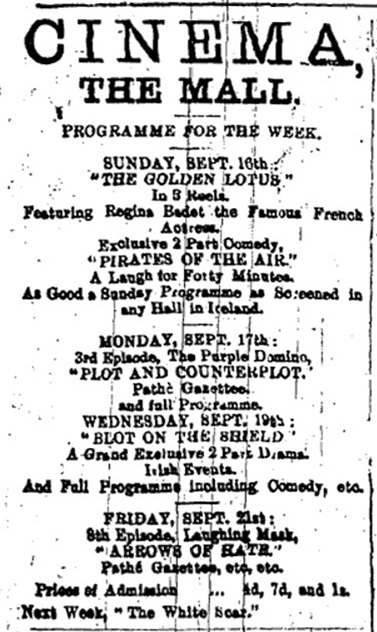 CINEMA,
THE MALL.
PROGRAMME FOR THE WEEK.
SUNDAY, SEPT. 16th:
"THE GOLDEN LOTUS"
In 3 Reels.
Featuring Regina Badet the Famous French
Actress.
Exclusive 2 Part Comedy,
"PIRATES OF THE AIR."
A Laugh for Forty Minutes.
As Good a Sunday Programme as Screened in
any Hall in Ireland.
MONDAY, SEPT. 17th:
3rd Episode, The Purple Domino,
"PLOT AND COUNTERPLOT."
Pathè Gazettee.
and full Programme.
WEDNESDAY, SEPT. 19th:
"BLOT ON THE SHIELD"
A Grand Exclusive 2 Part Drama.
Irish Events.
And Full Programme including Comedy, etc.
FRIDAY, SEPT. 21st:
8th Episode, Laughing Mask,
"ARROWS OF HATE."
Pathé Gazettes, etc, etc.
Prices of Admission ... 4d, 7d, and 1s.
Next Week, "The White Scar."